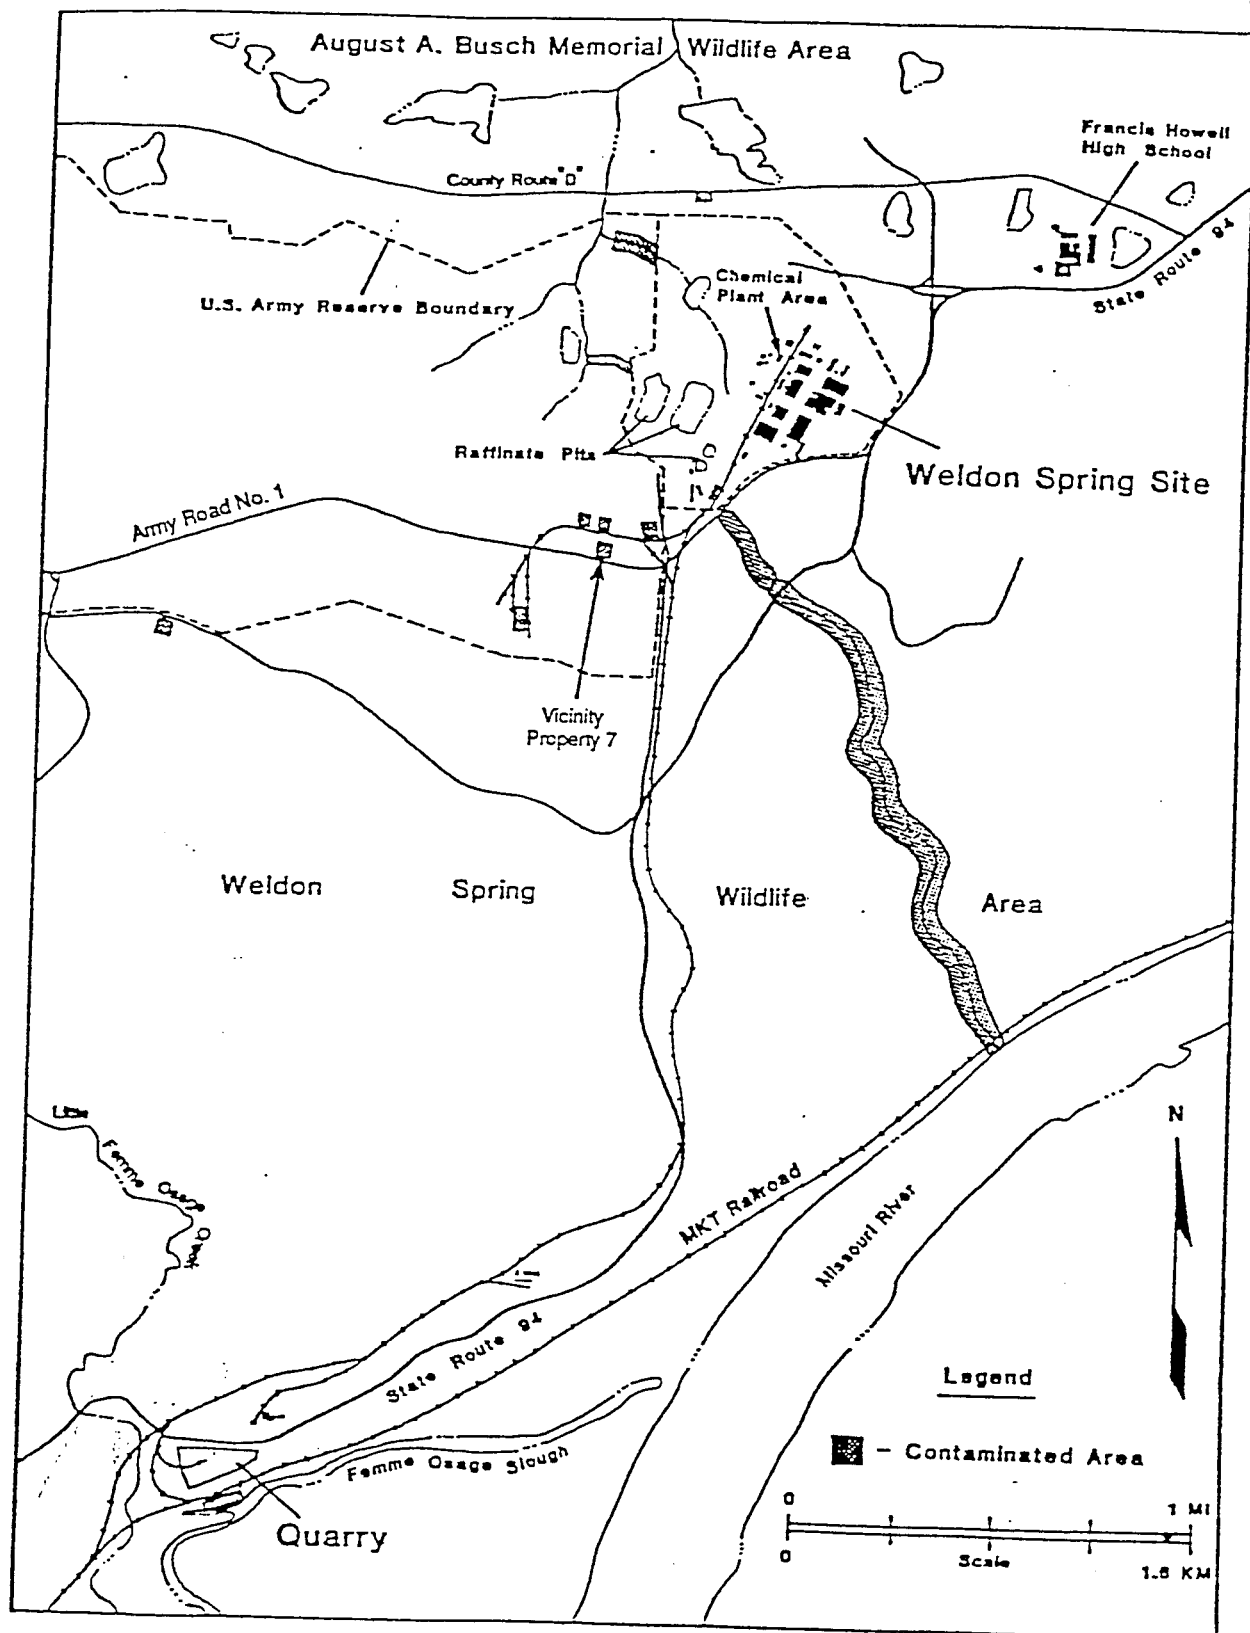 August A. Busch Memorial Wildlife Area
Francis Howell
High School
County Route "D"
State Route 94
U.S. Army Reserve Boundary
Chemical
Plant Area
Raffinate Pits
Weldon Spring Site
Army Road No. 1
Vicinity
Property 7
Weldon Spring Wildlife Area
Little
Femme Osage
Creek
MKT Railroad
Missouri River
N
State Route 94
Femme Osage Slough
Quarry
Legend
- Contaminated Area
0 1 MI
Scale
0 1.6 KM